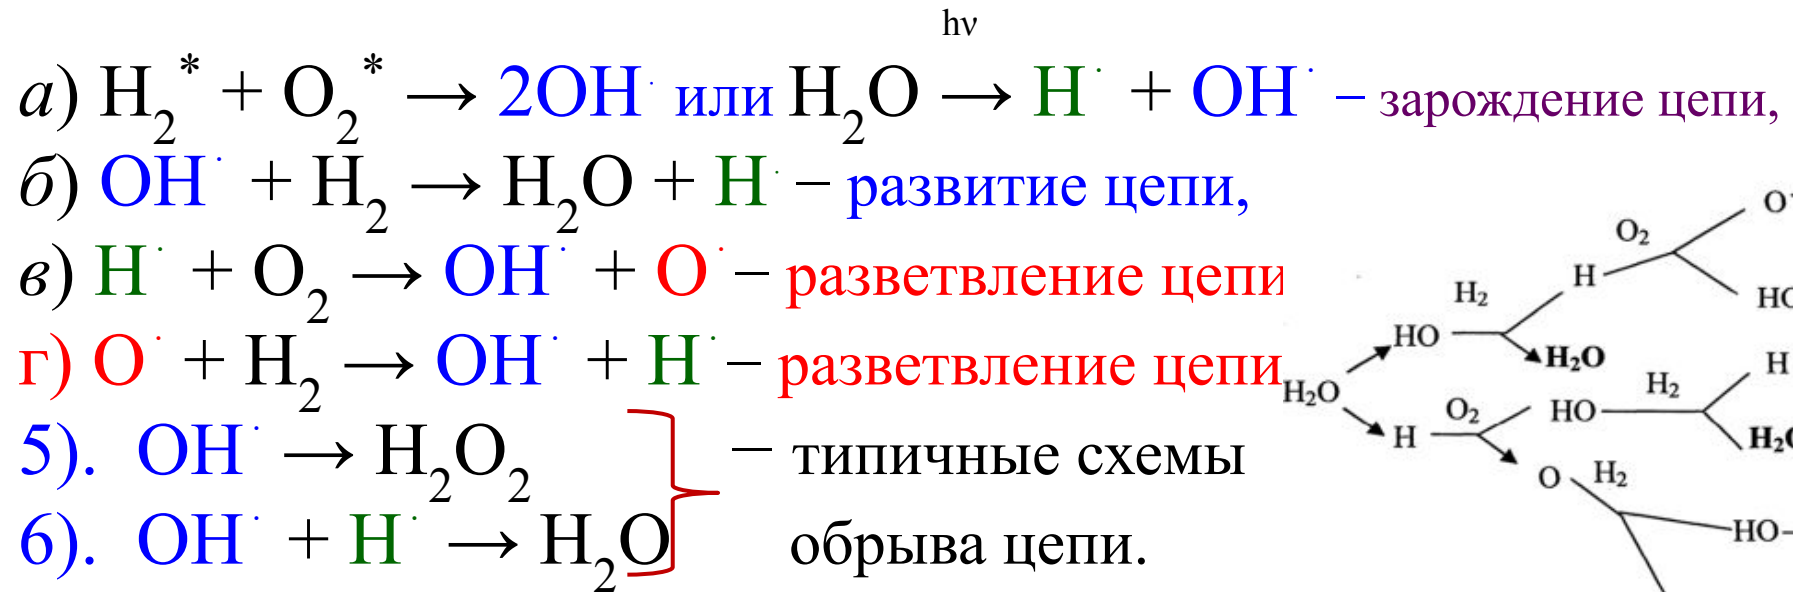 hν
а) H₂* + O₂* → 2OH· или H₂O → H· + OH· – зарождение цепи,
б) OH· + H₂ → H₂O + H· – развитие цепи,
в) H· + O₂ → OH· + O· – разветвление цепи
г) O· + H₂ → OH· + H· – разветвление цепи
5). OH· → H₂O₂ – типичные схемы
6). OH· + H· → H₂O обрыва цепи.
O·
O₂
H
HO
H₂
HO
H₂O
H
H₂
H₂O
O₂
HO
H
H₂O
O
H₂
HO–